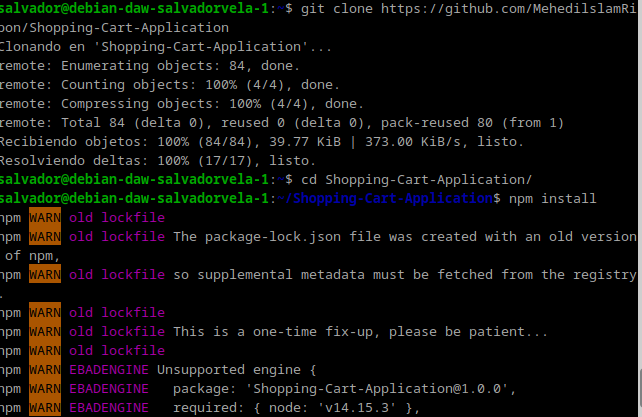 salvador@debian-daw-salvadorvela-1:~$ git clone https://github.com/MehediIslamRi
pon/Shopping-Cart-Application
Clonando en 'Shopping-Cart-Application'...
remote: Enumerating objects: 84, done.
remote: Counting objects: 100% (4/4), done.
remote: Compressing objects: 100% (4/4), done.
remote: Total 84 (delta 0), reused 0 (delta 0), pack-reused 80 (from 1)
Recibiendo objetos: 100% (84/84), 39.77 KiB | 373.00 KiB/s, listo.
Resolviendo deltas: 100% (17/17), listo.
salvador@debian-daw-salvadorvela-1:~$ cd Shopping-Cart-Application/
salvador@debian-daw-salvadorvela-1:~/Shopping-Cart-Application$ npm install
npm WARN old lockfile
npm WARN old lockfile The package-lock.json file was created with an old version
 of npm,
npm WARN old lockfile so supplemental metadata must be fetched from the registry
.
npm WARN old lockfile
npm WARN old lockfile This is a one-time fix-up, please be patient...
npm WARN old lockfile
npm WARN EBADENGINE Unsupported engine {
npm WARN EBADENGINE   package: 'Shopping-Cart-Application@1.0.0',
npm WARN EBADENGINE   required: { node: 'v14.15.3' },